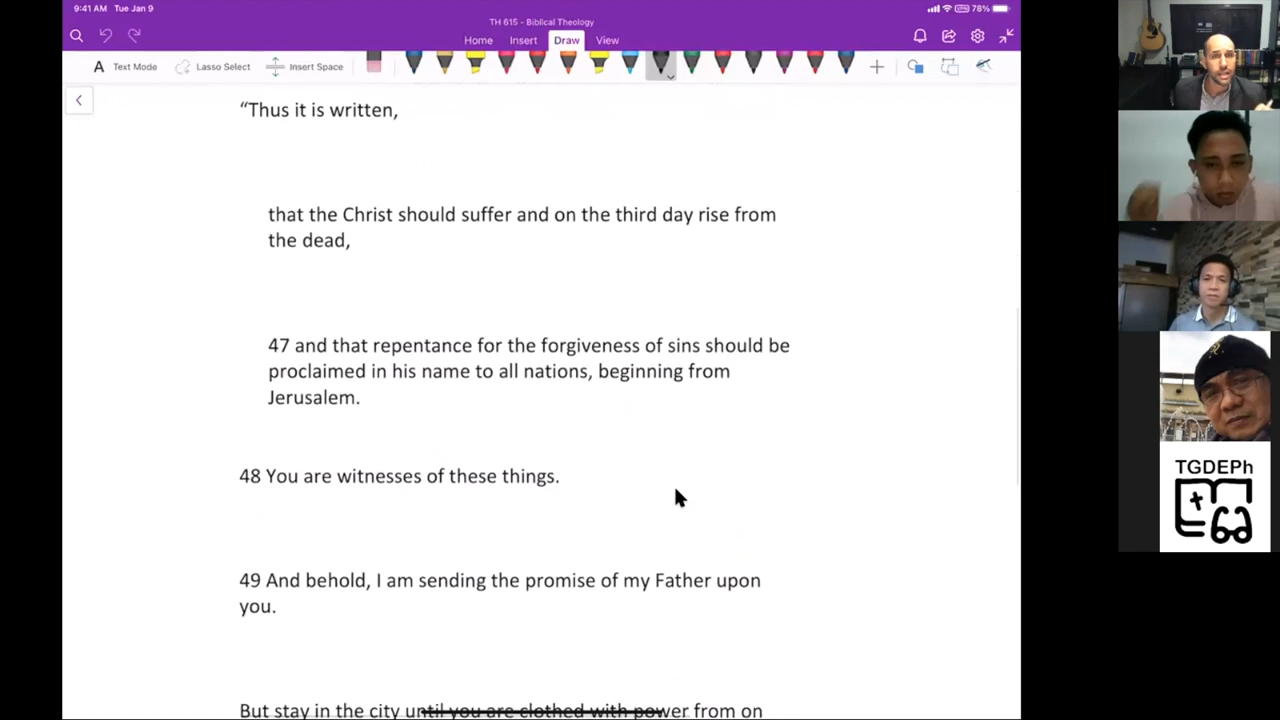 9:41 AM Tue Jan 9
78%
TH 615 - Biblical Theology
Home Insert Draw View
Text Mode Lasso Select Insert Space
“Thus it is written,
that the Christ should suffer and on the third day rise from
the dead,
47 and that repentance for the forgiveness of sins should be
proclaimed in his name to all nations, beginning from
Jerusalem.
48 You are witnesses of these things.
49 And behold, I am sending the promise of my Father upon
you.
But stay in the city until you are clothed with power from on
TGDEPh